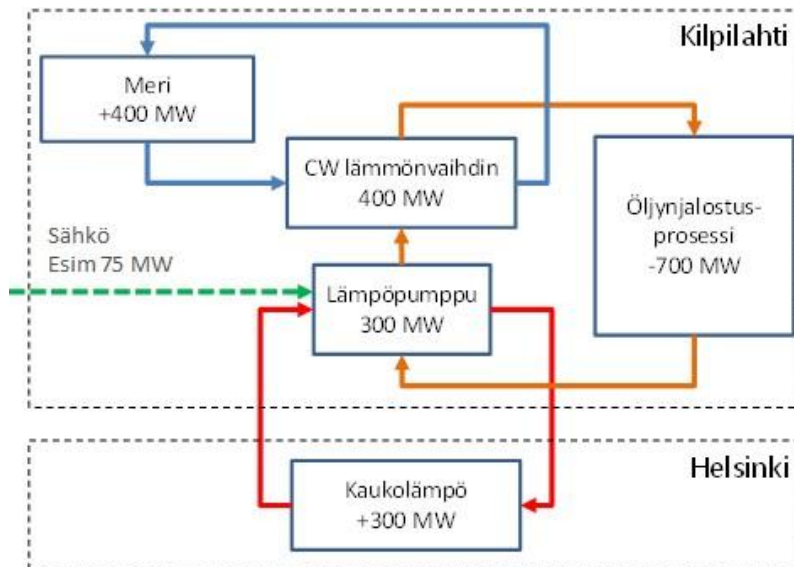 Kilpilahti
Meri
+400 MW
CW lämmönvaihdin
400 MW
Öljynjalostus-
prosessi
-700 MW
Sähkö
Esim 75 MW
Lämpöpumppu
300 MW
Helsinki
Kaukolämpö
+300 MW